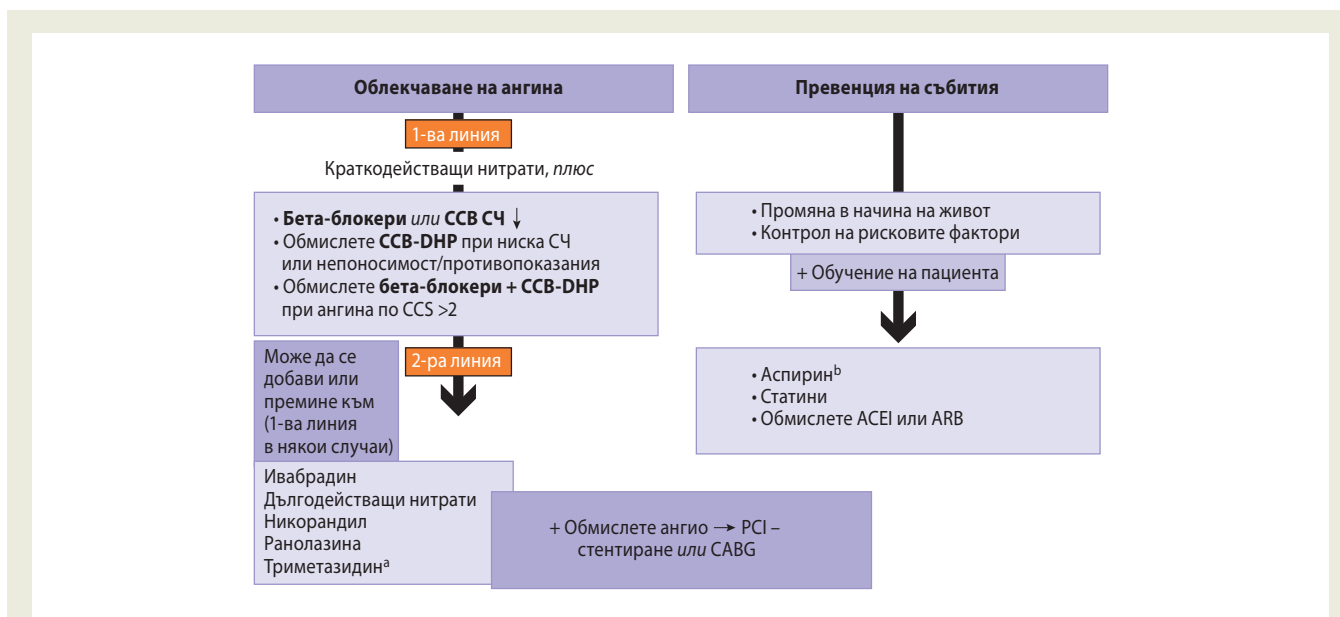 Облекчаване на ангина
1-ва линия
Краткодействащи нитрати, плюс
• Бета-блокери или ССВ СЧ ↓
• Обмислете CCB-DHP при ниска СЧ
или непоносимост/противопоказания
• Обмислете бета-блокери + CCB-DHP
при ангина по CCS >2
Може да се
добави или
премине към
(1-ва линия
в някои случаи)
2-ра линия
Ивабрадин
Дългодействащи нитрати
Никорандил
Ранолазина
Триметазидинᵃ
+ Обмислете ангио → PCI –
стентиране или CABG
Превенция на събития
• Промяна в начина на живот
• Контрол на рисковите фактори
+ Обучение на пациента
• Аспиринᵇ
• Статини
• Обмислете ACEI или ARB